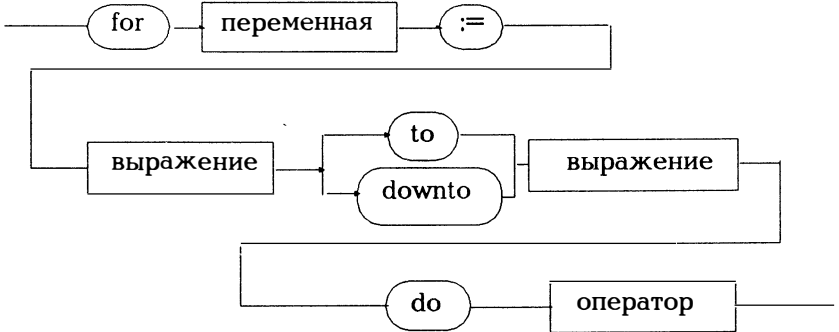 for переменная :=
to
выражение выражение
downto
do оператор